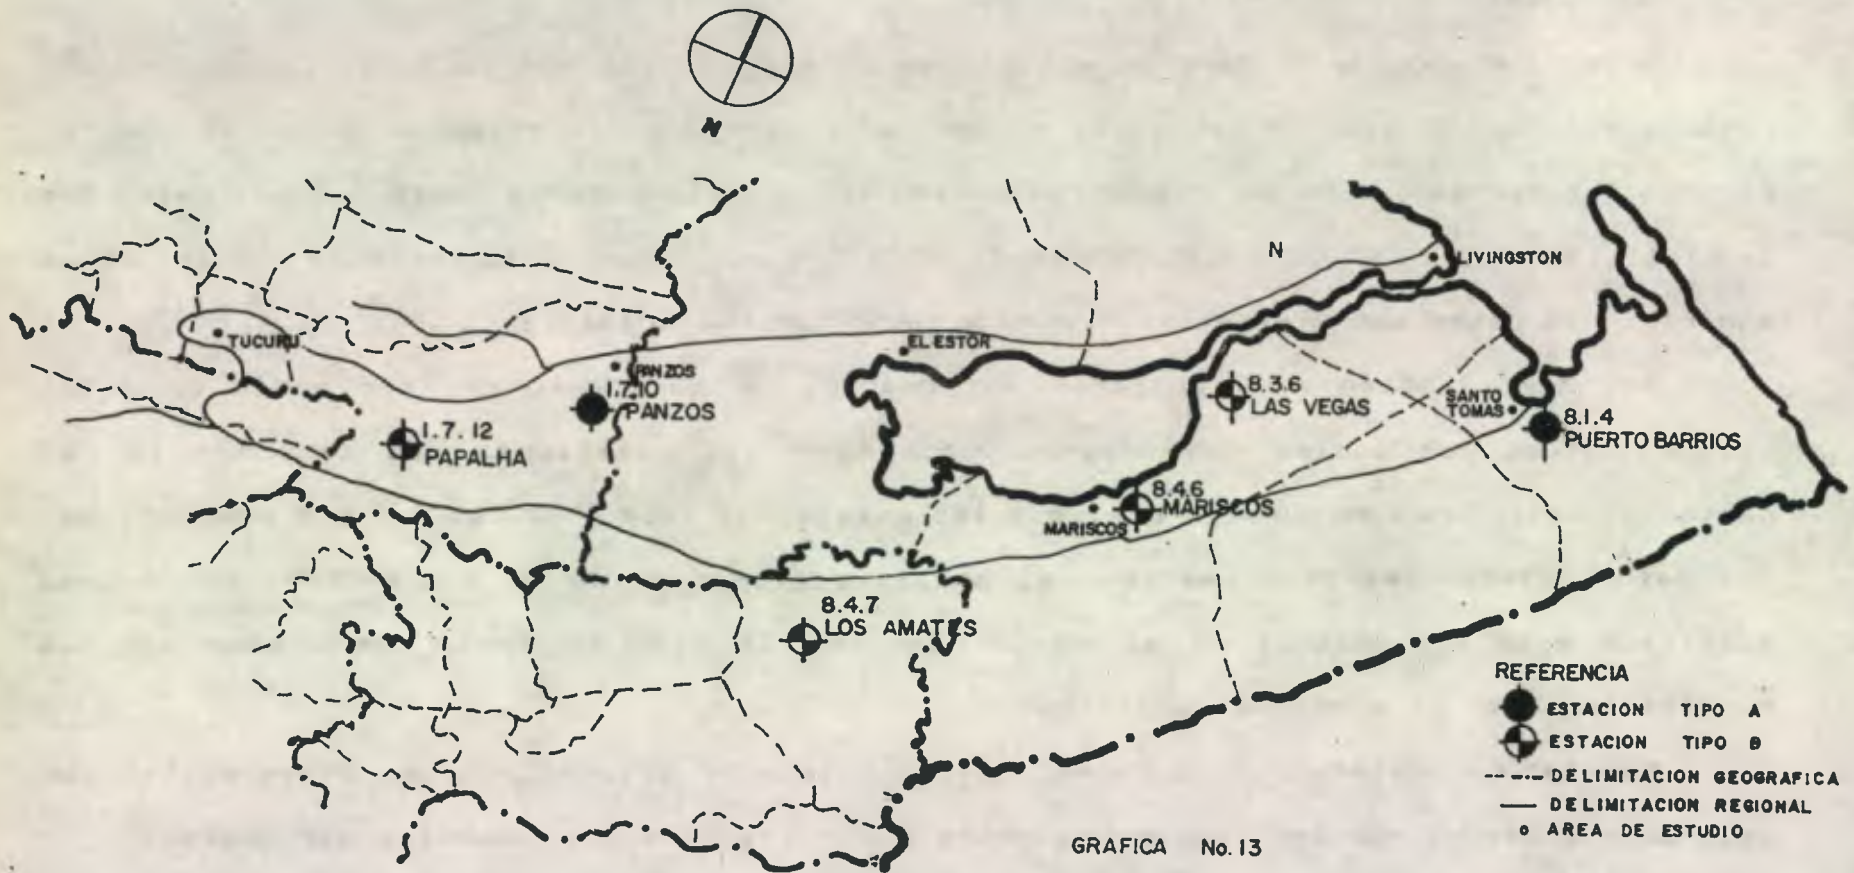 N
N
LIVINGSTON
TUCURU
EL ESTOR
PANZOS
1.7.10
PANZOS
8.3.6
LAS VEGAS
SANTO
TOMAS
8.1.4
PUERTO BARRIOS
1.7.12
PAPALHA
8.4.6
MARISCOS
MARISCOS
8.4.7
LOS AMATES
REFERENCIA
ESTACION TIPO A
ESTACION TIPO B
DELIMITACION GEOGRAFICA
DELIMITACION REGIONAL
AREA DE ESTUDIO
GRAFICA No. 13